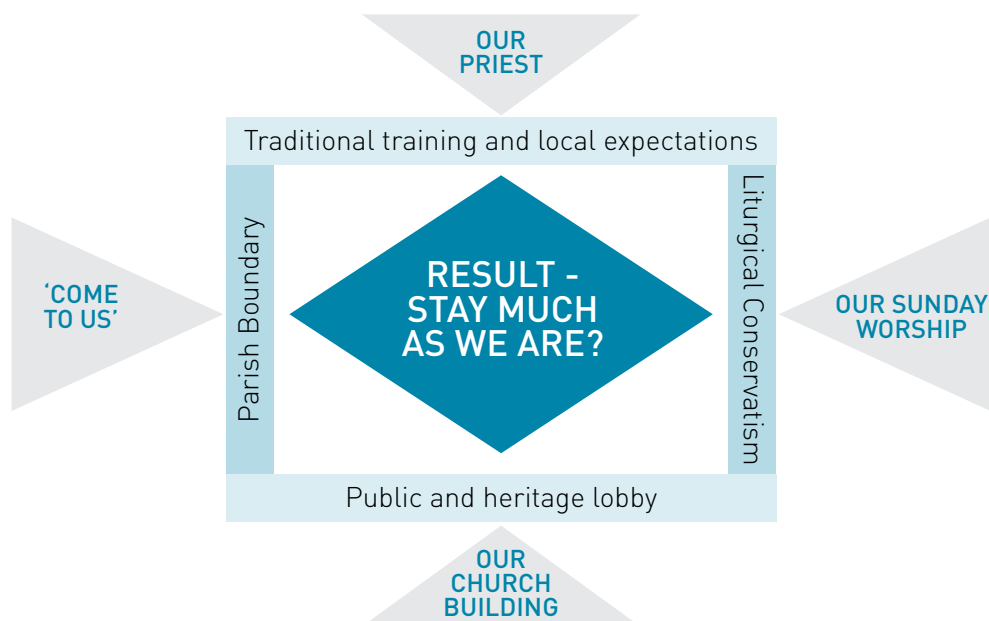 OUR
PRIEST
Traditional training and local expectations
Parish Boundary
Liturgical Conservatism
‘COME
TO US’
RESULT -
STAY MUCH
AS WE ARE?
OUR SUNDAY
WORSHIP
Public and heritage lobby
OUR
CHURCH
BUILDING